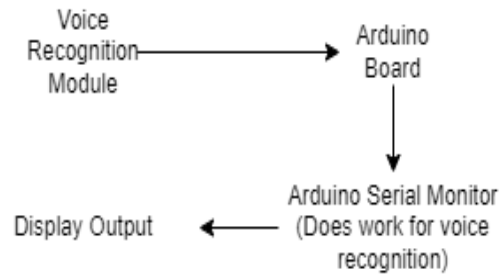 Voice
Recognition
Module
Arduino
Board
Arduino Serial Monitor
(Does work for voice
recognition)
Display Output